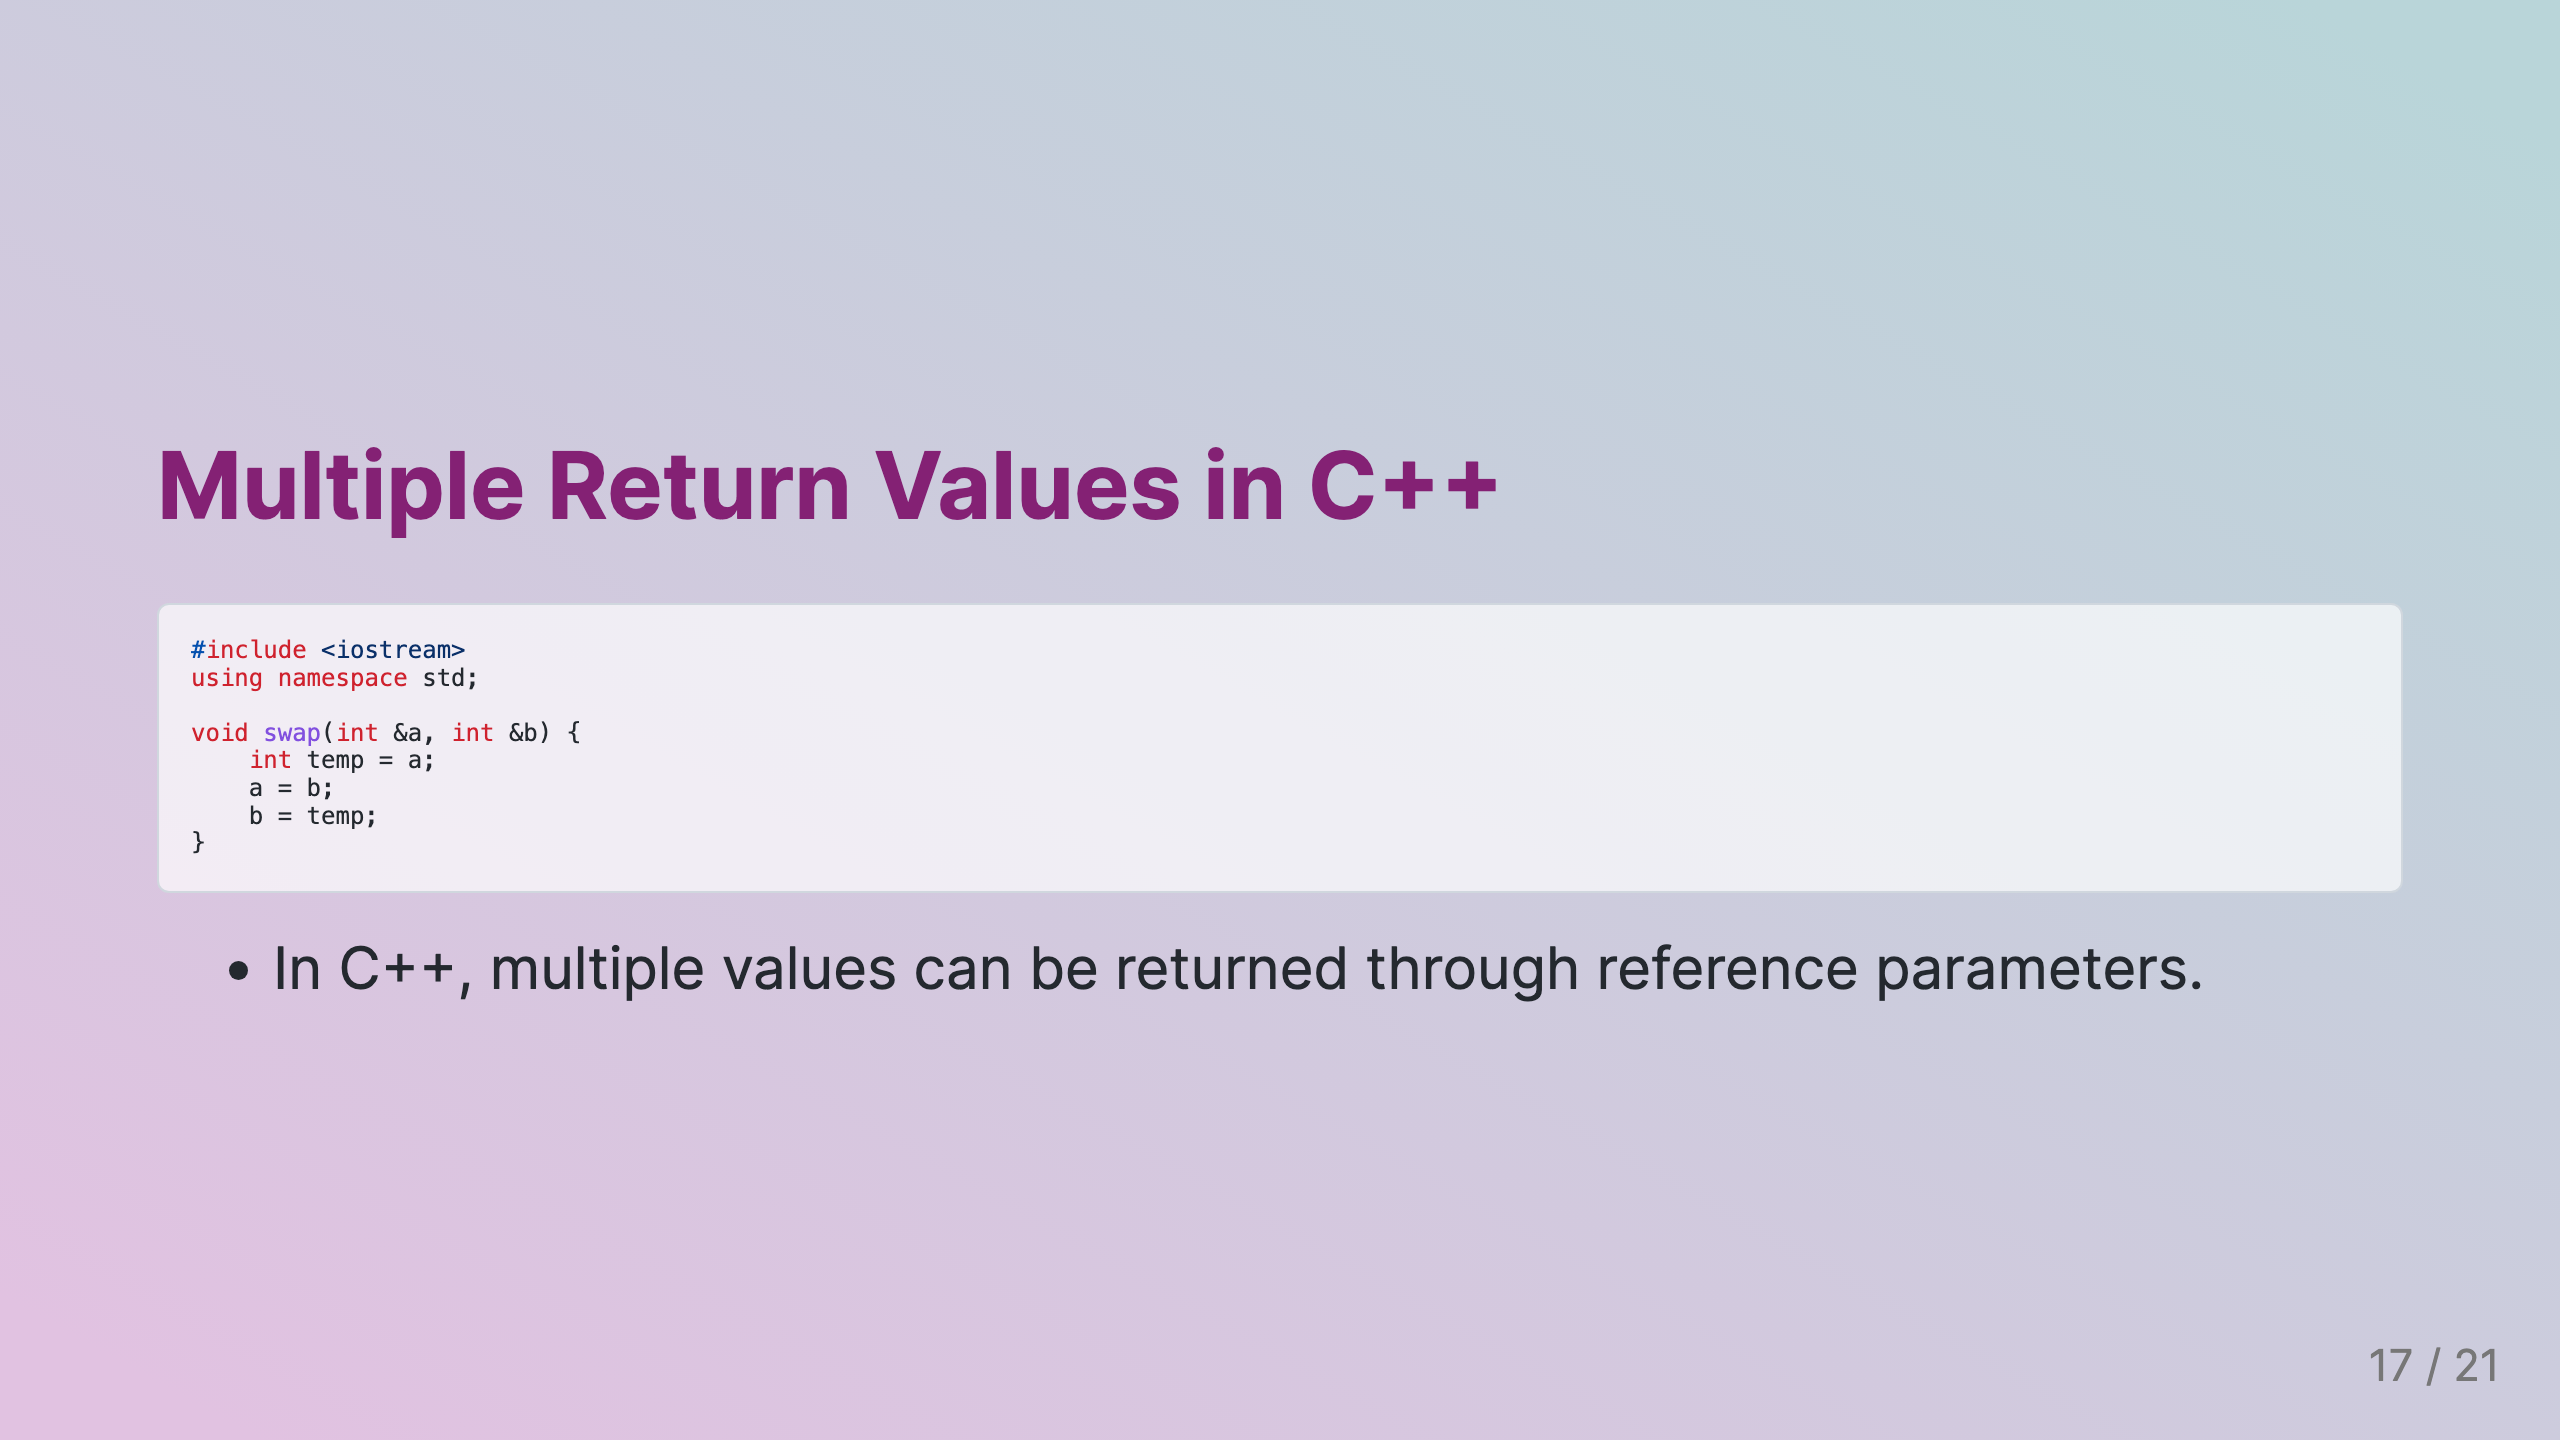 Multiple Return Values in C++
#include <iostream>
using namespace std;
void swap(int &a, int &b) {
    int temp = a;
    a = b;
    b = temp;
}
• In C++, multiple values can be returned through reference parameters.
17 / 21